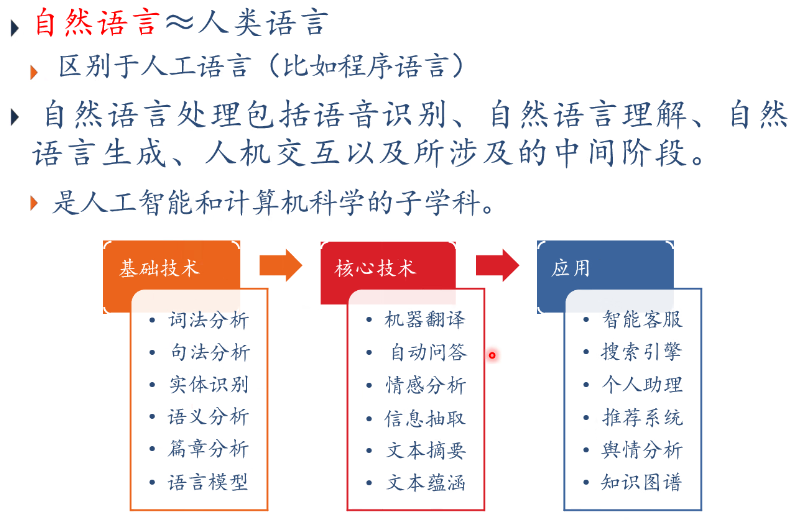 自然语言≈人类语言
区别于人工语言（比如程序语言）
自然语言处理包括语音识别、自然语言理解、自然
语言生成、人机交互以及所涉及的中间阶段。
是人工智能和计算机科学的子学科。
基础技术
• 词法分析
• 句法分析
• 实体识别
• 语义分析
• 篇章分析
• 语言模型
核心技术
• 机器翻译
• 自动问答
• 情感分析
• 信息抽取
• 文本摘要
• 文本蕴涵
应用
• 智能客服
• 搜索引擎
• 个人助理
• 推荐系统
• 舆情分析
• 知识图谱